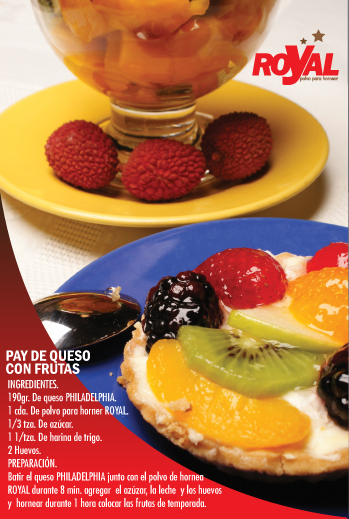 ROYAL
polvo para hornear
PAY DE QUESO
CON FRUTAS
INGREDIENTES.
190gr. De queso PHILADELPHIA.
1 cda. De polvo para horner ROYAL.
1/3 tza. De azúcar.
1 1/tza. De harina de trigo.
2 Huevos.
PREPARACIÓN.
Batir el queso PHILADELPHIA junto con el polvo de hornea
ROYAL durante 8 min. agregar el azúzar, la leche y los huevos
y hornear durante 1 hora colocar las frutas de temporada.